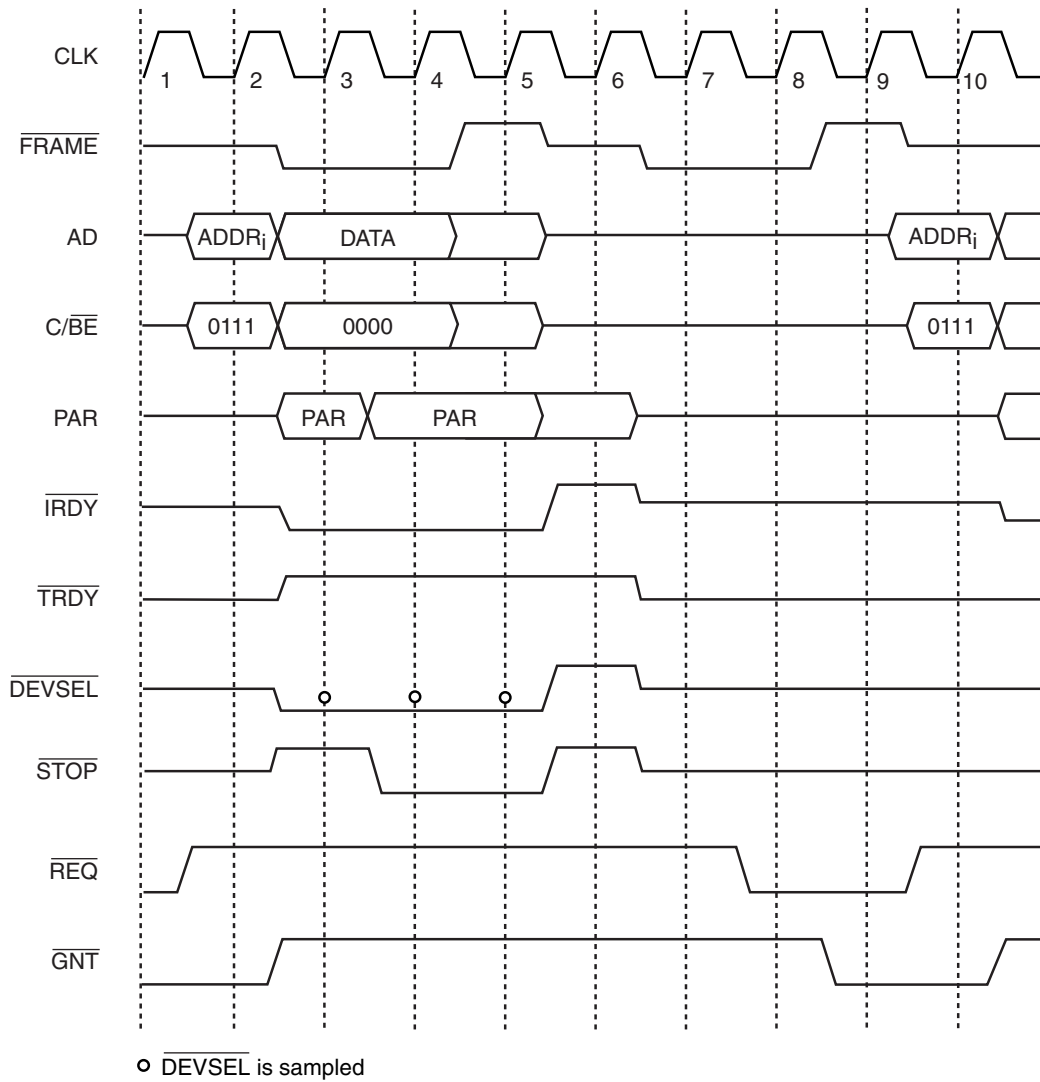 CLK
1 2 3 4 5 6 7 8 9 10
FRAME
AD ADDRi DATA ADDRi
C/BE 0111 0000 0111
PAR PAR PAR
IRDY
TRDY
DEVSEL
STOP
REQ
GNT
DEVSEL is sampled